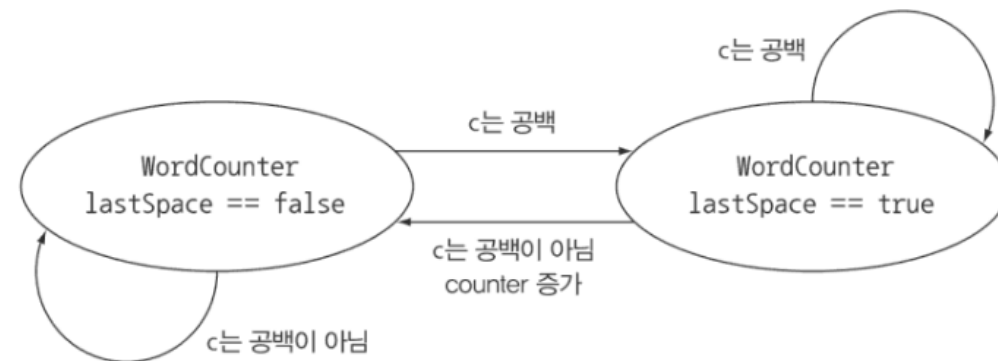 c는 공백
c는 공백
WordCounter
lastSpace == false
WordCounter
lastSpace == true
c는 공백이 아님
counter 증가
c는 공백이 아님